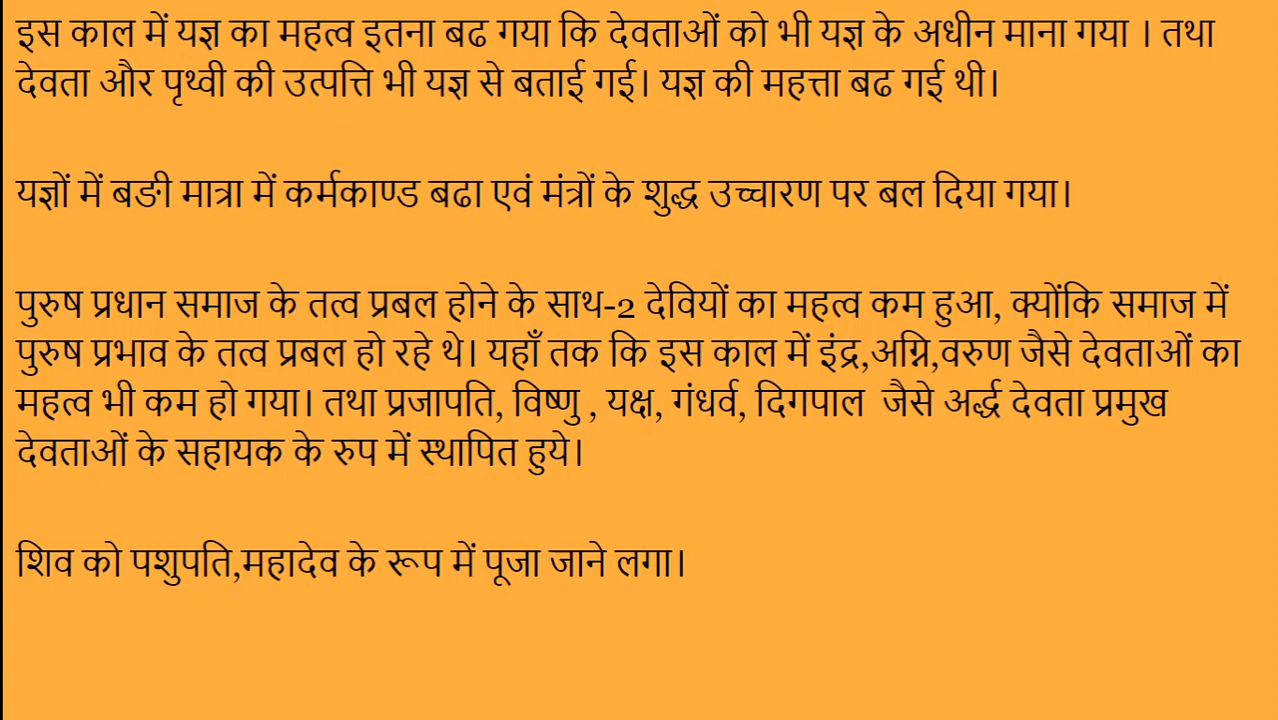 इस काल में यज्ञ का महत्व इतना बढ गया कि देवताओं को भी यज्ञ के अधीन माना गया । तथा
देवता और पृथ्वी की उत्पत्ति भी यज्ञ से बताई गई। यज्ञ की महत्ता बढ गई थी।
यज्ञों में बङी मात्रा में कर्मकाण्ड बढा एवं मंत्रों के शुद्ध उच्चारण पर बल दिया गया।
पुरुष प्रधान समाज के तत्व प्रबल होने के साथ-2 देवियों का महत्व कम हुआ, क्योंकि समाज में
पुरुष प्रभाव के तत्व प्रबल हो रहे थे। यहाँ तक कि इस काल में इंद्र,अग्नि,वरुण जैसे देवताओं का
महत्व भी कम हो गया। तथा प्रजापति, विष्णु , यक्ष, गंधर्व, दिगपाल  जैसे अर्द्ध देवता प्रमुख
देवताओं के सहायक के रुप में स्थापित हुये।
शिव को पशुपति,महादेव के रूप में पूजा जाने लगा।